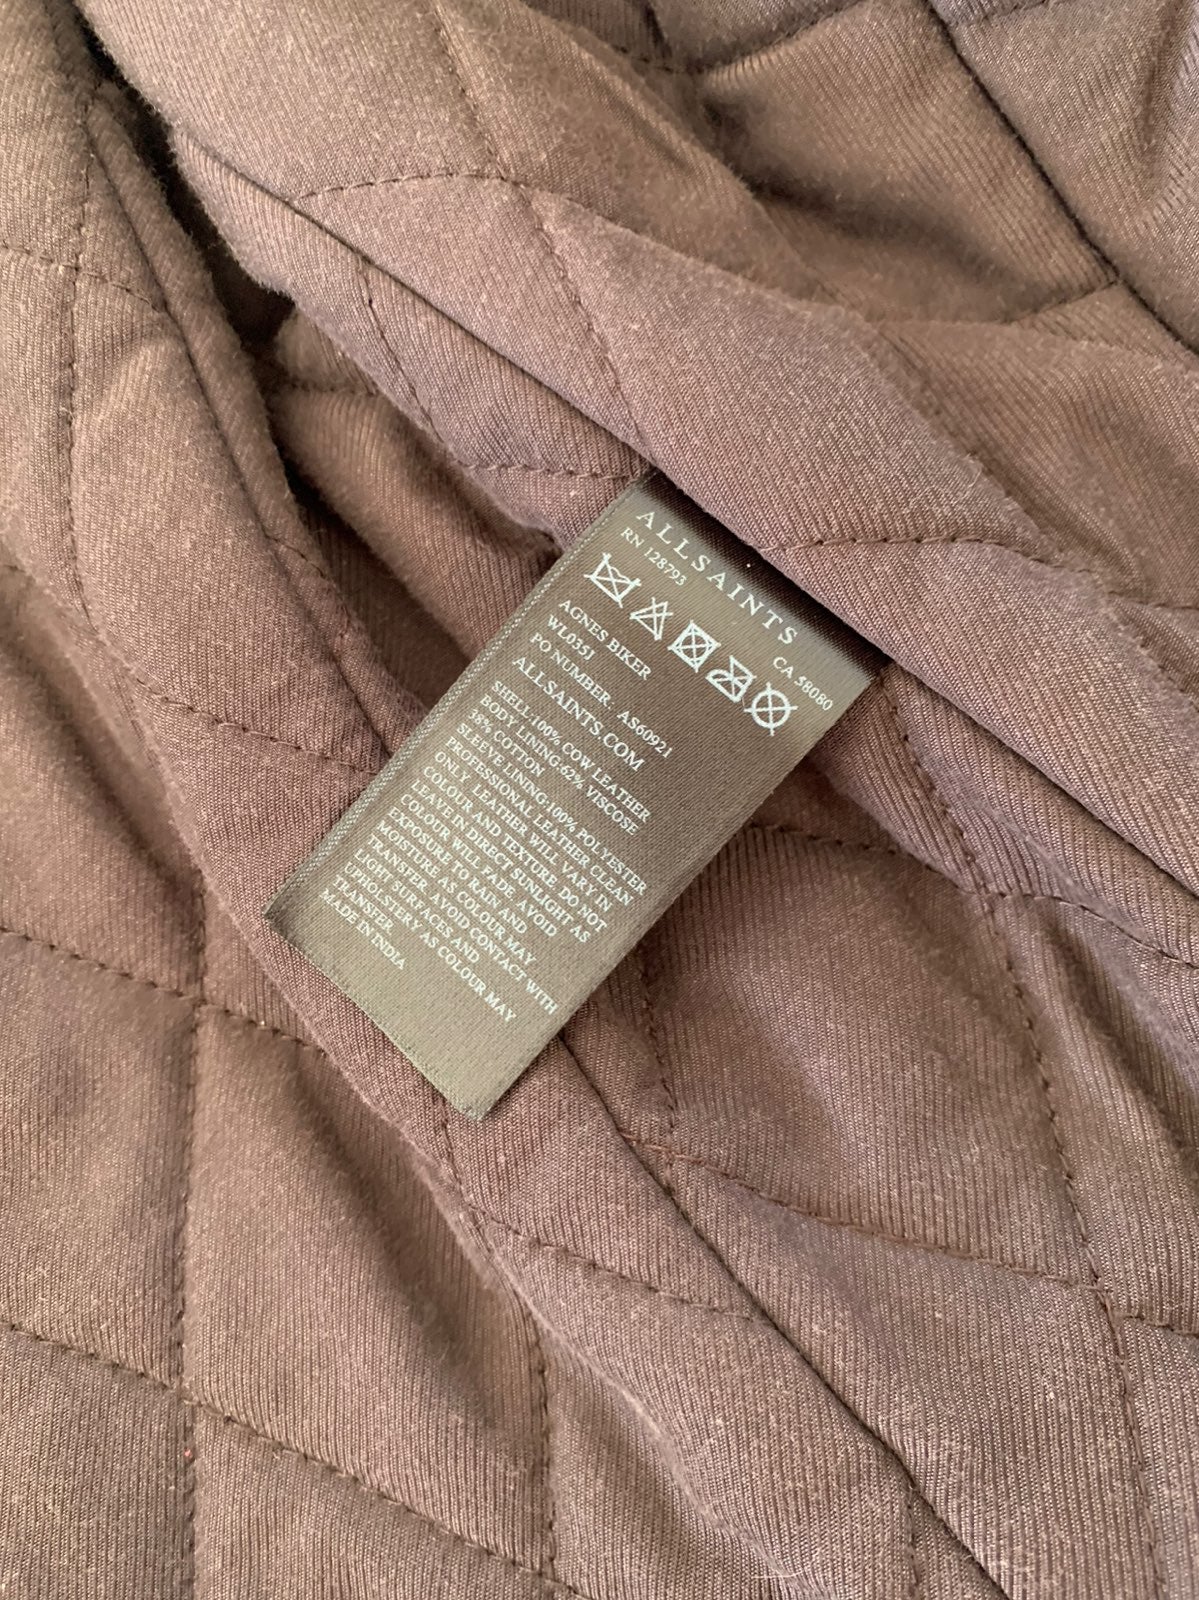 ALLSAINTS
RN 128793 CA 58080
AGNES BIKER
WL0351
PO NUMBER: AS60921
ALLSAINTS.COM
SHELL:100% COW LEATHER
BODY LINING:62% VISCOSE
38% COTTON
SLEEVE LINING:100% POLYESTER
PROFESSIONAL LEATHER CLEAN
ONLY. LEATHER WILL VARY IN
COLOUR AND TEXTURE. DO NOT
LEAVE IN DIRECT SUNLIGHT AS
COLOUR WILL FADE. AVOID
EXPOSURE TO RAIN AND
MOISTURE AS COLOUR MAY
TRANSFER. AVOID CONTACT WITH
LIGHT SURFACES AND
UPHOLSTERY AS COLOUR MAY
TRANSFER
MADE IN INDIA